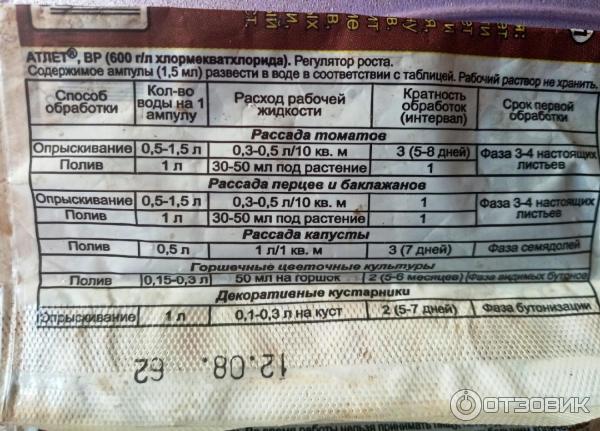 АТЛЕТ®, ВР (600 г/л хлормекватхлорида). Регулятор роста.
Содержимое ампулы (1,5 мл) развести в воде в соответствии с таблицей. Рабочий раствор не хранить.
Способ обработки Кол-во воды на 1 ампулу Расход рабочей жидкости Кратность обработок (интервал) Срок первой обработки
Рассада томатов
Опрыскивание 0,5-1,5 л 0,3-0,5 л/10 кв. м 3 (5-8 дней) Фаза 3-4 настоящих листьев
Полив 1 л 30-50 мл под растение 1
Рассада перцев и баклажанов
Опрыскивание 0,5-1,5 л 0,3-0,5 л/10 кв. м 1 Фаза 3-4 настоящих листьев
Полив 1 л 30-50 мл под растение 1
Рассада капусты
Полив 0,5 л 1 л/1 кв. м 3 (7 дней) Фаза семядолей
Горшечные цветочные культуры
Полив 0,15-0,3 л 50 мл на горшок 2 (5-6 месяцев) Фаза видимых бутонов
Декоративные кустарники
Опрыскивание 1 л 0,1-0,3 л на куст 2 (5-7 дней) Фаза бутонизации
12.08. 62
ОТЗОВИК